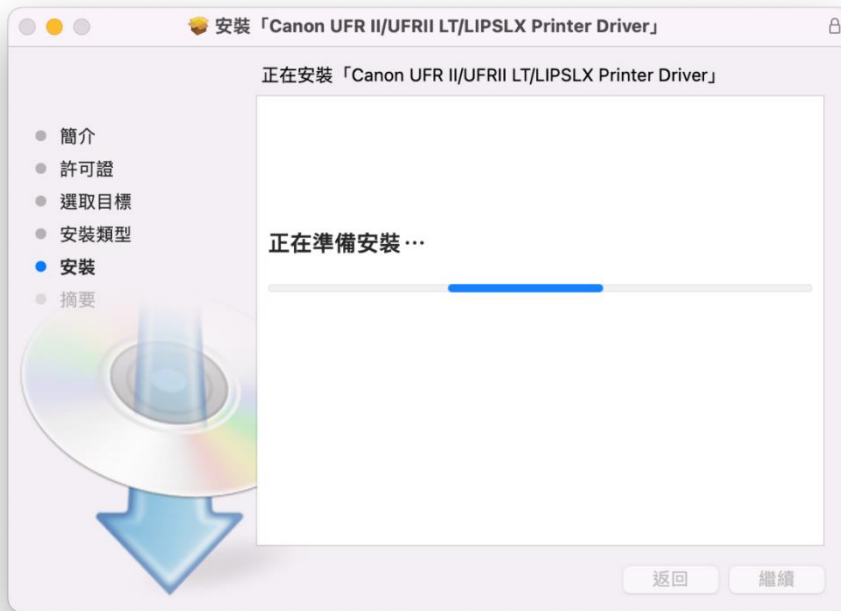 安裝「Canon UFR II/UFRII LT/LIPSLX Printer Driver」
正在安裝「Canon UFR II/UFRII LT/LIPSLX Printer Driver」
簡介
許可證
選取目標
安裝類型
安裝
摘要
正在準備安裝⋯
返回
繼續